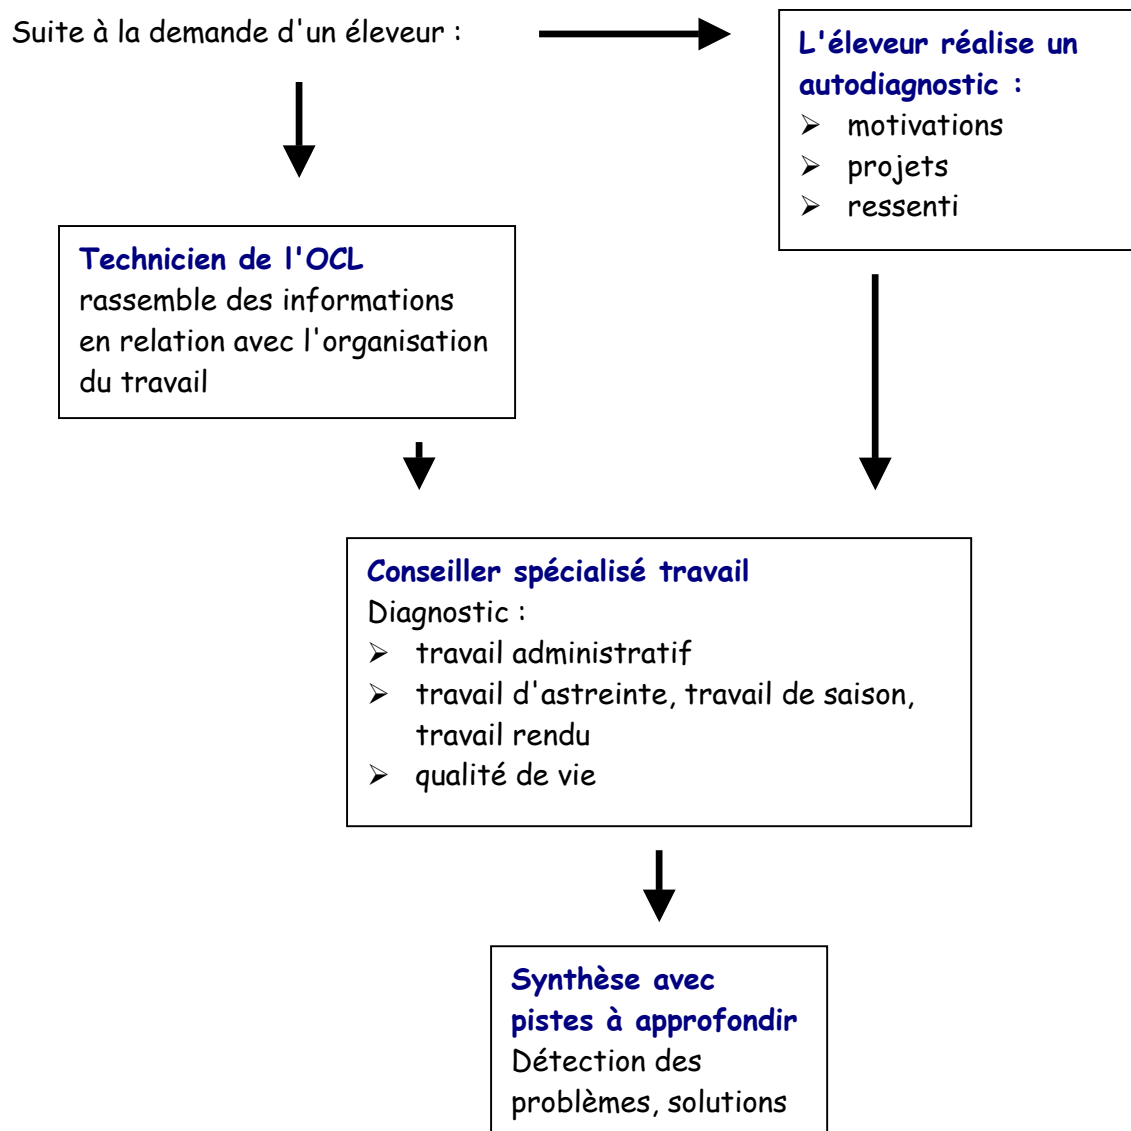 Suite à la demande d'un éleveur :
L'éleveur réalise un
autodiagnostic :
➢ motivations
➢ projets
➢ ressenti
Technicien de l'OCL
rassemble des informations
en relation avec l'organisation
du travail
Conseiller spécialisé travail
Diagnostic :
➢ travail administratif
➢ travail d'astreinte, travail de saison,
travail rendu
➢ qualité de vie
Synthèse avec
pistes à approfondir
Détection des
problèmes, solutions